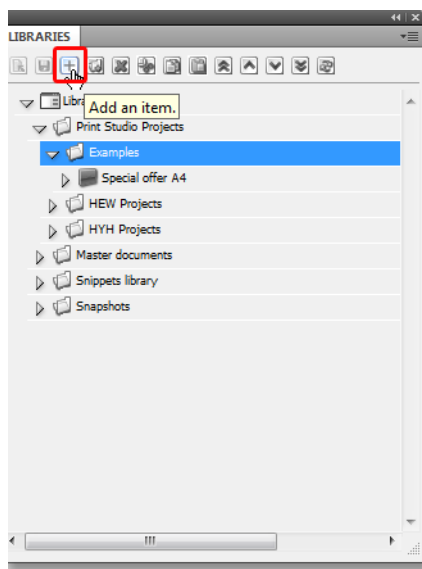 LIBRARIES
Libra
Add an item.
Print Studio Projects
Examples
Special offer A4
HEW Projects
HYH Projects
Master documents
Snippets library
Snapshots